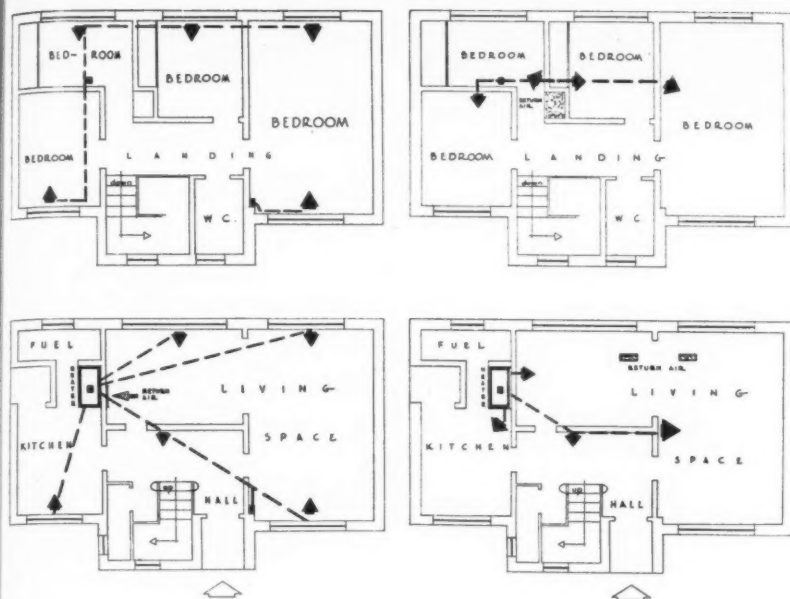 BED-ROOM
BEDROOM
BEDROOM
BEDROOM
LANDING
down
W.C.
BEDROOM
BEDROOM
RETURN AIR.
BEDROOM
BEDROOM
LANDING
down
W.C.
FUEL
HEATER
RETURN AIR.
LIVING
SPACE
KITCHEN
HALL
up
FUEL
HEATER
RETURN AIR.
LIVING
SPACE
KITCHEN
HALL
up